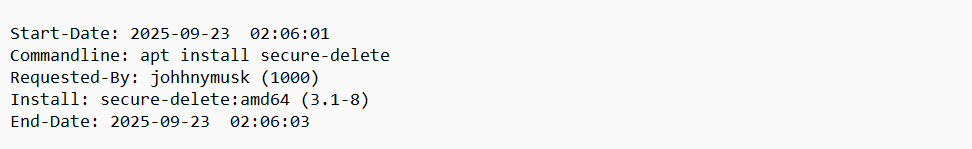 Start-Date: 2025-09-23  02:06:01
Commandline: apt install secure-delete
Requested-By: johhnymusk (1000)
Install: secure-delete:amd64 (3.1-8)
End-Date: 2025-09-23  02:06:03